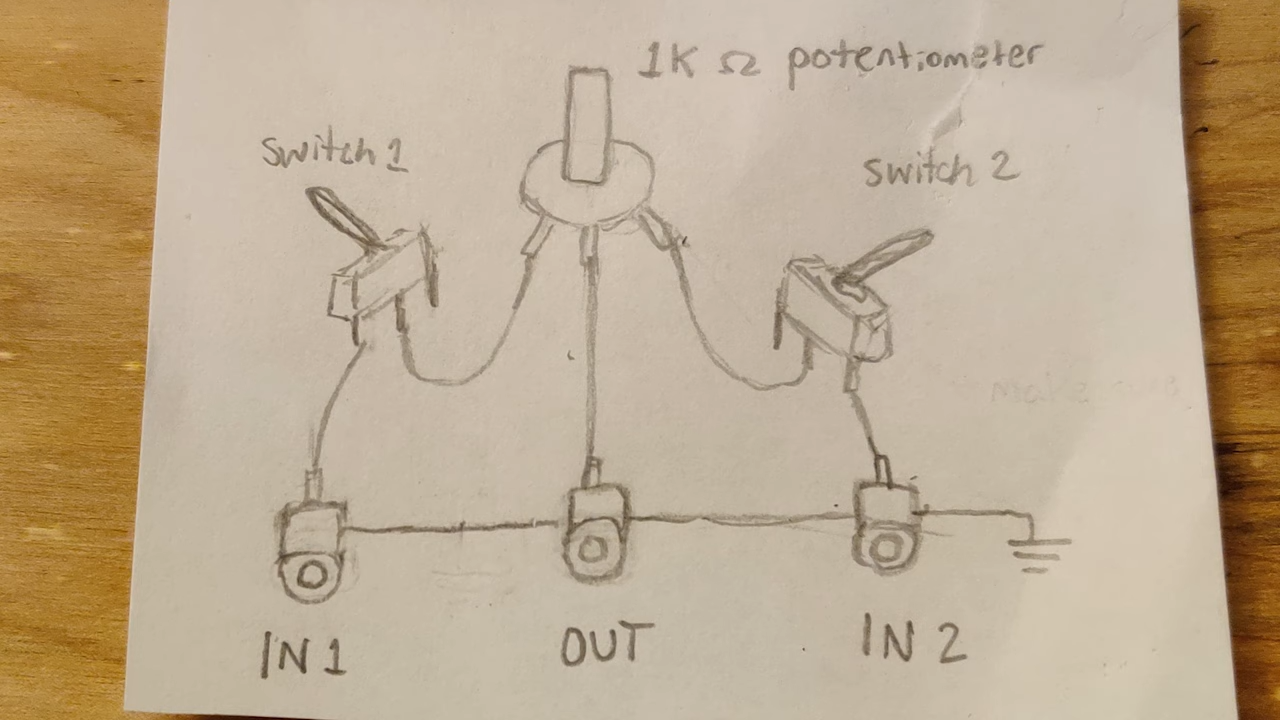 1K Ω potentiometer
switch 1
switch 2
IN 1
OUT
IN 2